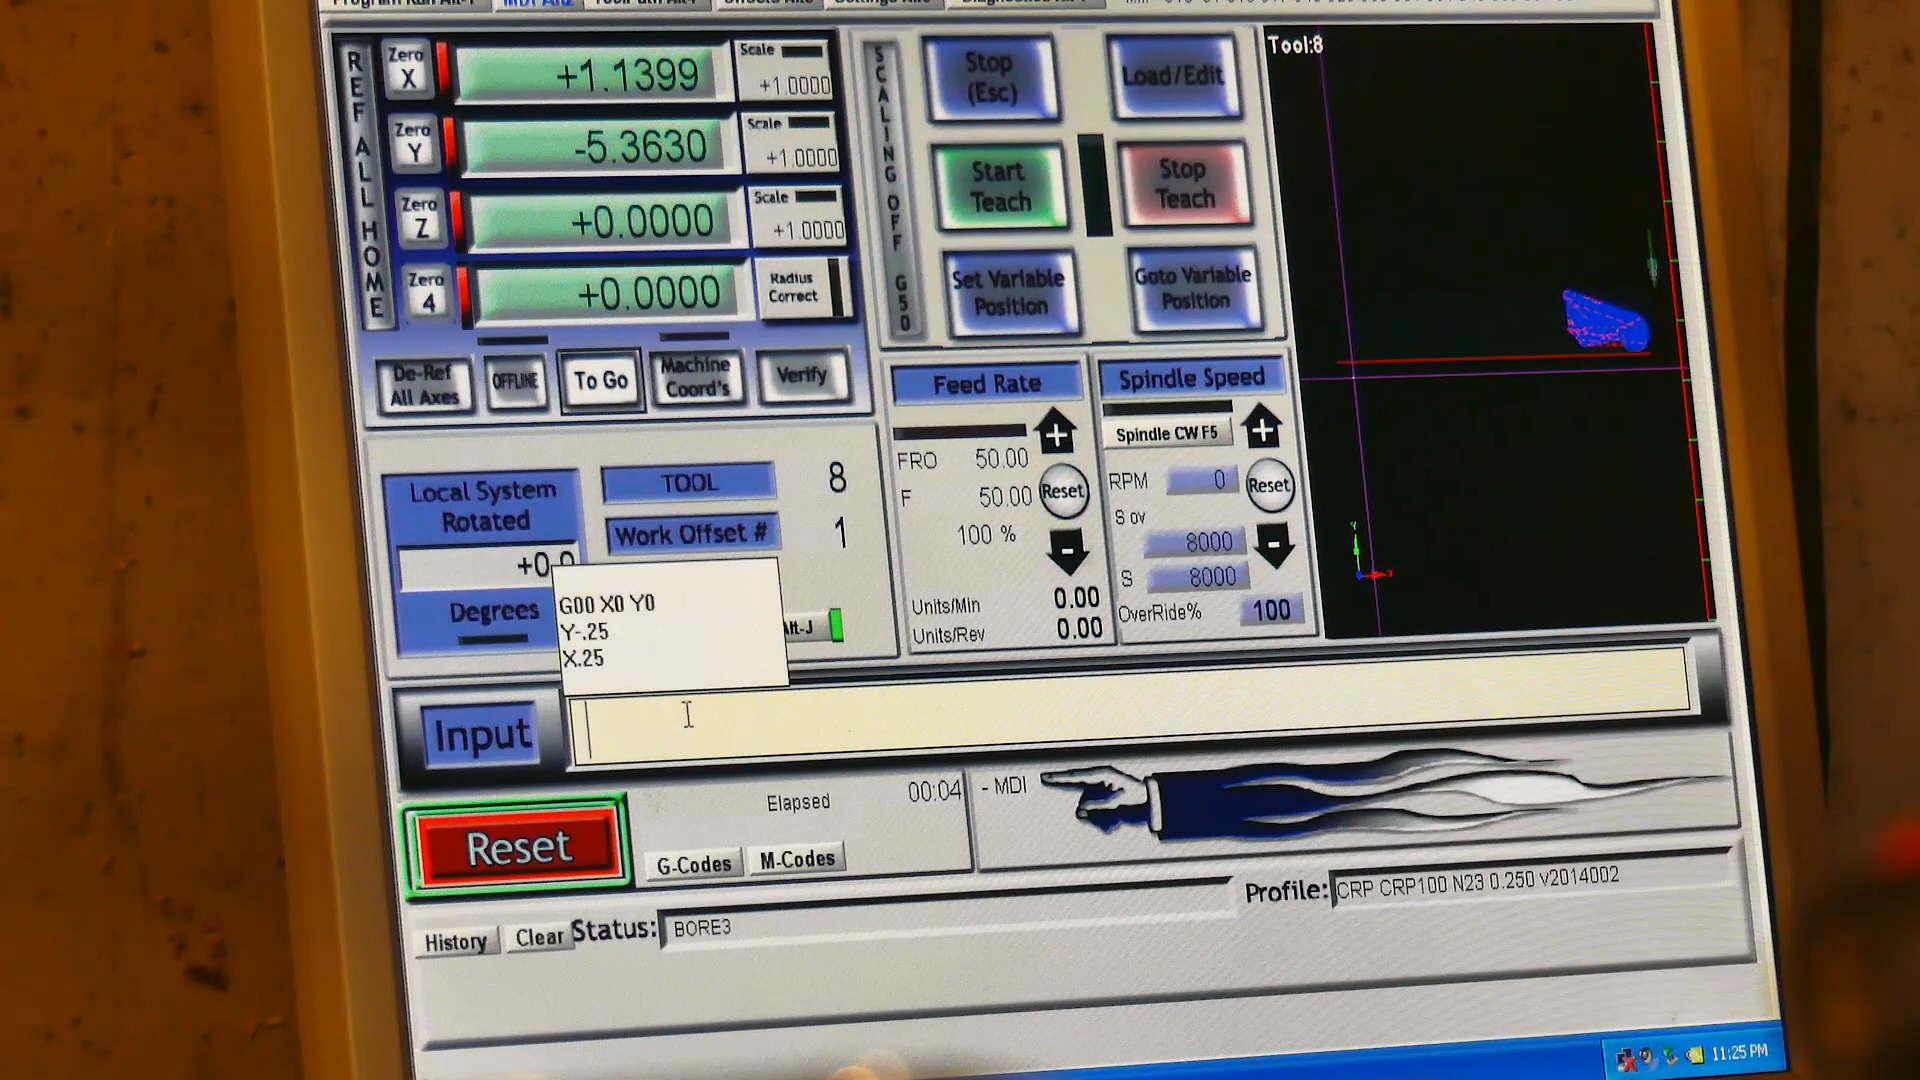 MDI Alt2
REF ALL HOME
Zero X
+1.1399
Scale
+1.0000
Zero Y
-5.3630
Scale
+1.0000
Zero Z
+0.0000
Scale
+1.0000
Zero 4
+0.0000
Radius
Correct
De-Ref
All Axes
OFFLINE
To Go
Machine
Coord's
Verify
SCALING OFF G50
Stop
(Esc)
Load/Edit
Start
Teach
Stop
Teach
Set Variable
Position
Goto Variable
Position
Tool:8
Feed Rate
FRO 50.00
F 50.00
Reset
100 %
Units/Min 0.00
Units/Rev 0.00
Spindle Speed
Spindle CW F5
RPM 0
Reset
S ov
8000
S 8000
OverRide% 100
Local System
Rotated
+0.0
Degrees
TOOL 8
Work Offset # 1
Alt-J
G00 X0 Y0
Y-.25
X.25
Input
Reset
Elapsed 00:04
- MDI
G-Codes
M-Codes
Profile: CRP CRP100 N23 0.250 v2014002
History
Clear
Status: BORE3
11:25 PM